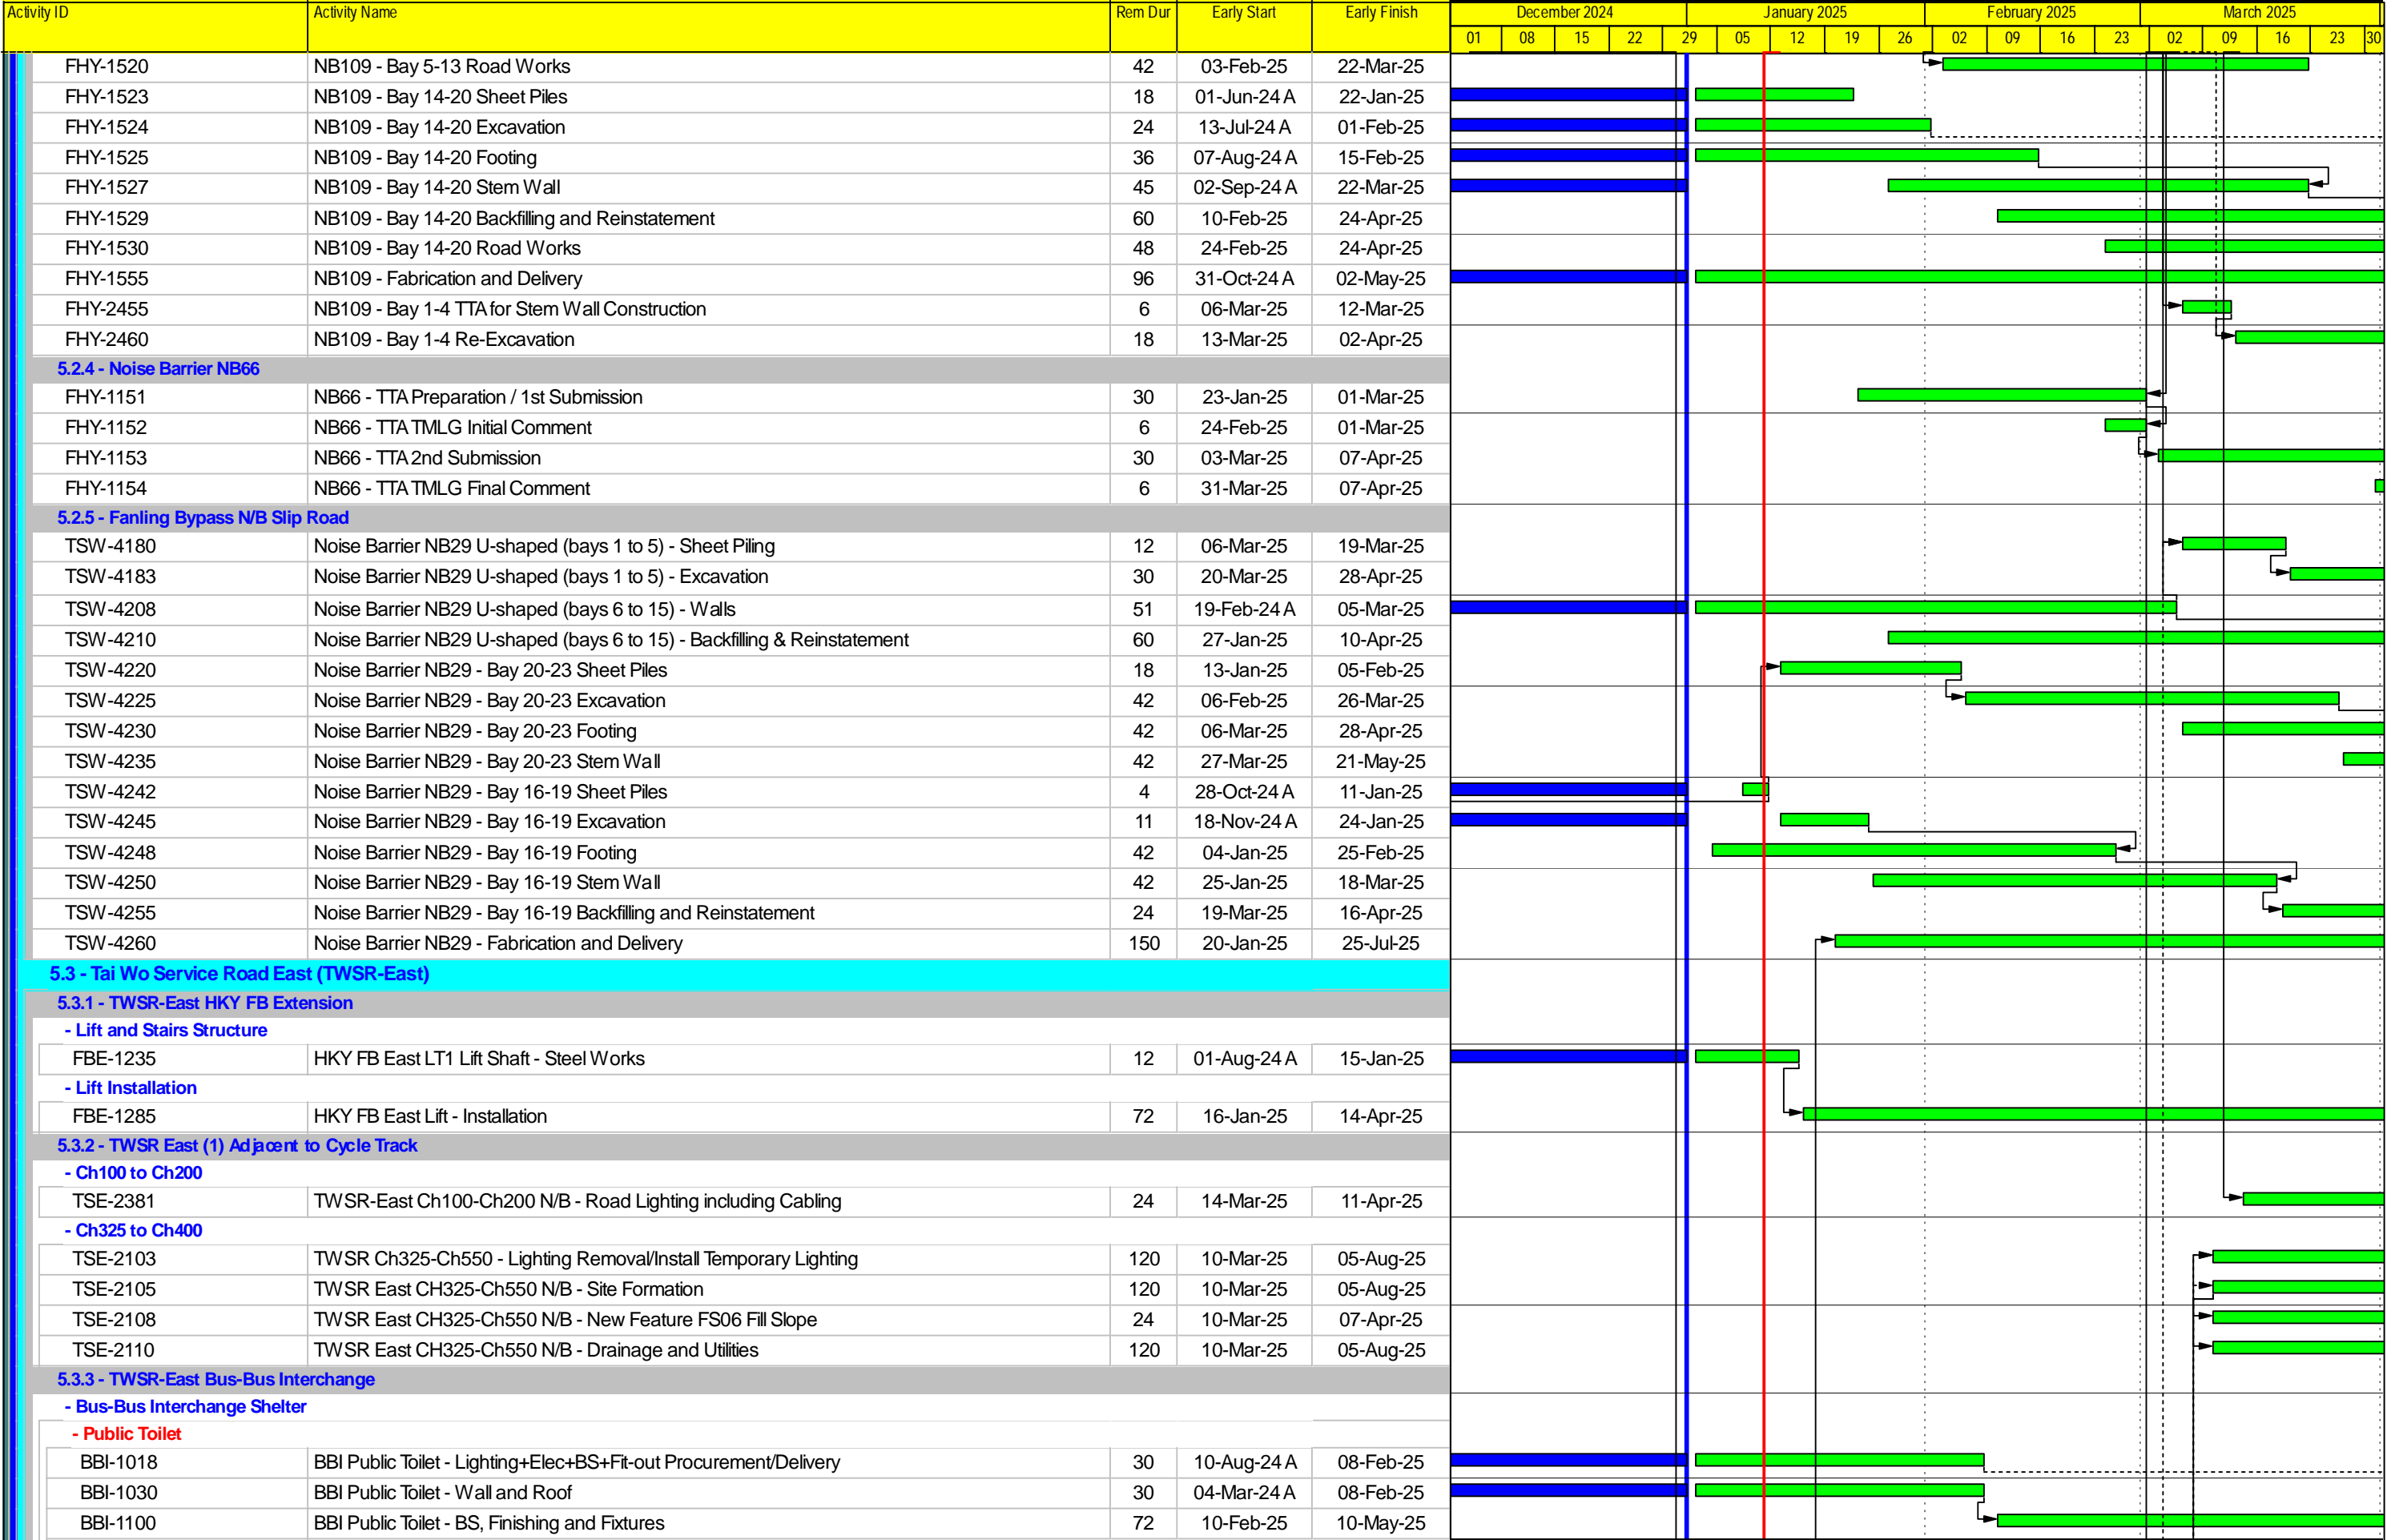 Activity ID Activity Name Rem Dur Early Start Early Finish December 2024 January 2025 February 2025 March 2025
01 08 15 22 29 05 12 19 26 02 09 16 23 02 09 16 23 30
FHY-1520 NB109 - Bay 5-13 Road Works 42 03-Feb-25 22-Mar-25
FHY-1523 NB109 - Bay 14-20 Sheet Piles 18 01-Jun-24 A 22-Jan-25
FHY-1524 NB109 - Bay 14-20 Excavation 24 13-Jul-24 A 01-Feb-25
FHY-1525 NB109 - Bay 14-20 Footing 36 07-Aug-24 A 15-Feb-25
FHY-1527 NB109 - Bay 14-20 Stem Wall 45 02-Sep-24 A 22-Mar-25
FHY-1529 NB109 - Bay 14-20 Backfilling and Reinstatement 60 10-Feb-25 24-Apr-25
FHY-1530 NB109 - Bay 14-20 Road Works 48 24-Feb-25 24-Apr-25
FHY-1555 NB109 - Fabrication and Delivery 96 31-Oct-24 A 02-May-25
FHY-2455 NB109 - Bay 1-4 TTA for Stem Wall Construction 6 06-Mar-25 12-Mar-25
FHY-2460 NB109 - Bay 1-4 Re-Excavation 18 13-Mar-25 02-Apr-25
5.2.4 - Noise Barrier NB66
FHY-1151 NB66 - TTA Preparation / 1st Submission 30 23-Jan-25 01-Mar-25
FHY-1152 NB66 - TTA TMLG Initial Comment 6 24-Feb-25 01-Mar-25
FHY-1153 NB66 - TTA 2nd Submission 30 03-Mar-25 07-Apr-25
FHY-1154 NB66 - TTA TMLG Final Comment 6 31-Mar-25 07-Apr-25
5.2.5 - Fanling Bypass N/B Slip Road
TSW-4180 Noise Barrier NB29 U-shaped (bays 1 to 5) - Sheet Piling 12 06-Mar-25 19-Mar-25
TSW-4183 Noise Barrier NB29 U-shaped (bays 1 to 5) - Excavation 30 20-Mar-25 28-Apr-25
TSW-4208 Noise Barrier NB29 U-shaped (bays 6 to 15) - Walls 51 19-Feb-24 A 05-Mar-25
TSW-4210 Noise Barrier NB29 U-shaped (bays 6 to 15) - Backfilling & Reinstatement 60 27-Jan-25 10-Apr-25
TSW-4220 Noise Barrier NB29 - Bay 20-23 Sheet Piles 18 13-Jan-25 05-Feb-25
TSW-4225 Noise Barrier NB29 - Bay 20-23 Excavation 42 06-Feb-25 26-Mar-25
TSW-4230 Noise Barrier NB29 - Bay 20-23 Footing 42 06-Mar-25 28-Apr-25
TSW-4235 Noise Barrier NB29 - Bay 20-23 Stem Wall 42 27-Mar-25 21-May-25
TSW-4242 Noise Barrier NB29 - Bay 16-19 Sheet Piles 4 28-Oct-24 A 11-Jan-25
TSW-4245 Noise Barrier NB29 - Bay 16-19 Excavation 11 18-Nov-24 A 24-Jan-25
TSW-4248 Noise Barrier NB29 - Bay 16-19 Footing 42 04-Jan-25 25-Feb-25
TSW-4250 Noise Barrier NB29 - Bay 16-19 Stem Wall 42 25-Jan-25 18-Mar-25
TSW-4255 Noise Barrier NB29 - Bay 16-19 Backfilling and Reinstatement 24 19-Mar-25 16-Apr-25
TSW-4260 Noise Barrier NB29 - Fabrication and Delivery 150 20-Jan-25 25-Jul-25
5.3 - Tai Wo Service Road East (TWSR-East)
5.3.1 - TWSR-East HKY FB Extension
- Lift and Stairs Structure
FBE-1235 HKY FB East LT1 Lift Shaft - Steel Works 12 01-Aug-24 A 15-Jan-25
- Lift Installation
FBE-1285 HKY FB East Lift - Installation 72 16-Jan-25 14-Apr-25
5.3.2 - TWSR East (1) Adjacent to Cycle Track
- Ch100 to Ch200
TSE-2381 TWSR-East Ch100-Ch200 N/B - Road Lighting including Cabling 24 14-Mar-25 11-Apr-25
- Ch325 to Ch400
TSE-2103 TWSR Ch325-Ch550 - Lighting Removal/Install Temporary Lighting 120 10-Mar-25 05-Aug-25
TSE-2105 TWSR East CH325-Ch550 N/B - Site Formation 120 10-Mar-25 05-Aug-25
TSE-2108 TWSR East CH325-Ch550 N/B - New Feature FS06 Fill Slope 24 10-Mar-25 07-Apr-25
TSE-2110 TWSR East CH325-Ch550 N/B - Drainage and Utilities 120 10-Mar-25 05-Aug-25
5.3.3 - TWSR-East Bus-Bus Interchange
- Bus-Bus Interchange Shelter
- Public Toilet
BBI-1018 BBI Public Toilet - Lighting+Elec+BS+Fit-out Procurement/Delivery 30 10-Aug-24 A 08-Feb-25
BBI-1030 BBI Public Toilet - Wall and Roof 30 04-Mar-24 A 08-Feb-25
BBI-1100 BBI Public Toilet - BS, Finishing and Fixtures 72 10-Feb-25 10-May-25